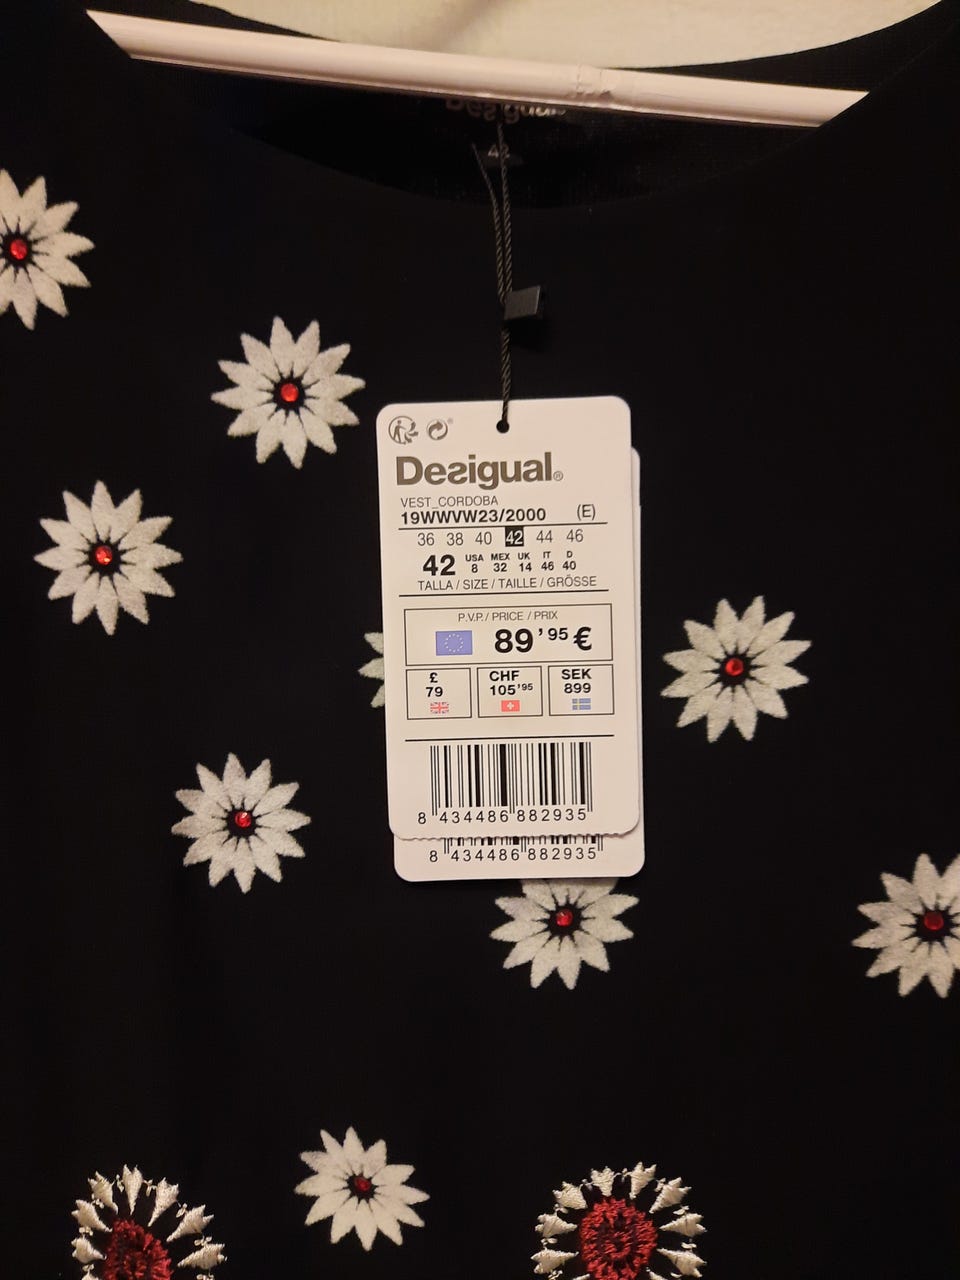 Desigual
42
Desigual®
VEST_CORDOBA
19WWVW23/2000 (E)
36 38 40 42 44 46
42 USA 8 MEX 32 UK 14 IT 46 D 40
TALLA / SIZE / TAILLE / GRÖSSE
P.V.P. / PRICE / PRIX
89'95 €
£ 79
CHF 105'95
SEK 899
8 434486 882935
8 434486 882935